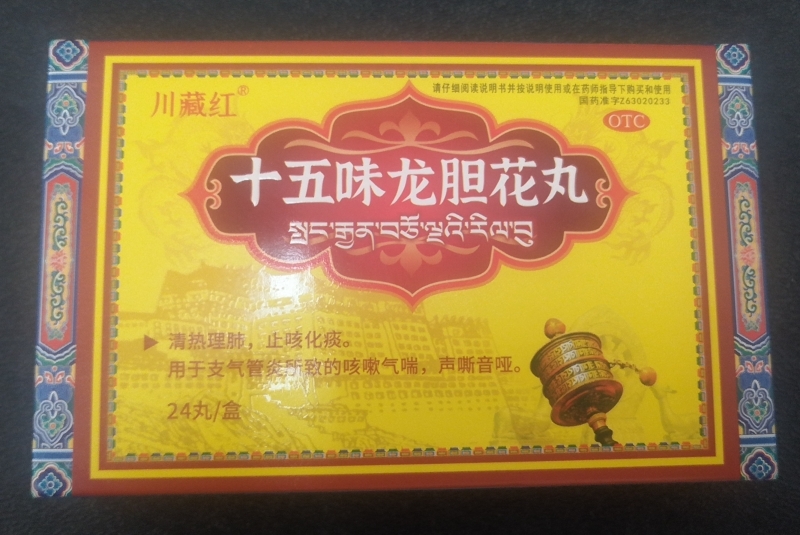 川藏红®
请仔细阅读说明书并按说明使用或在药师指导下购买和使用
国药准字Z63020233
OTC
十五味龙胆花丸
སྤང་རྒྱན་བཅོ་ལྔའི་རིལ་བུ
清热理肺，止咳化痰。
用于支气管炎所致的咳嗽气喘，声嘶音哑。
24丸/盒